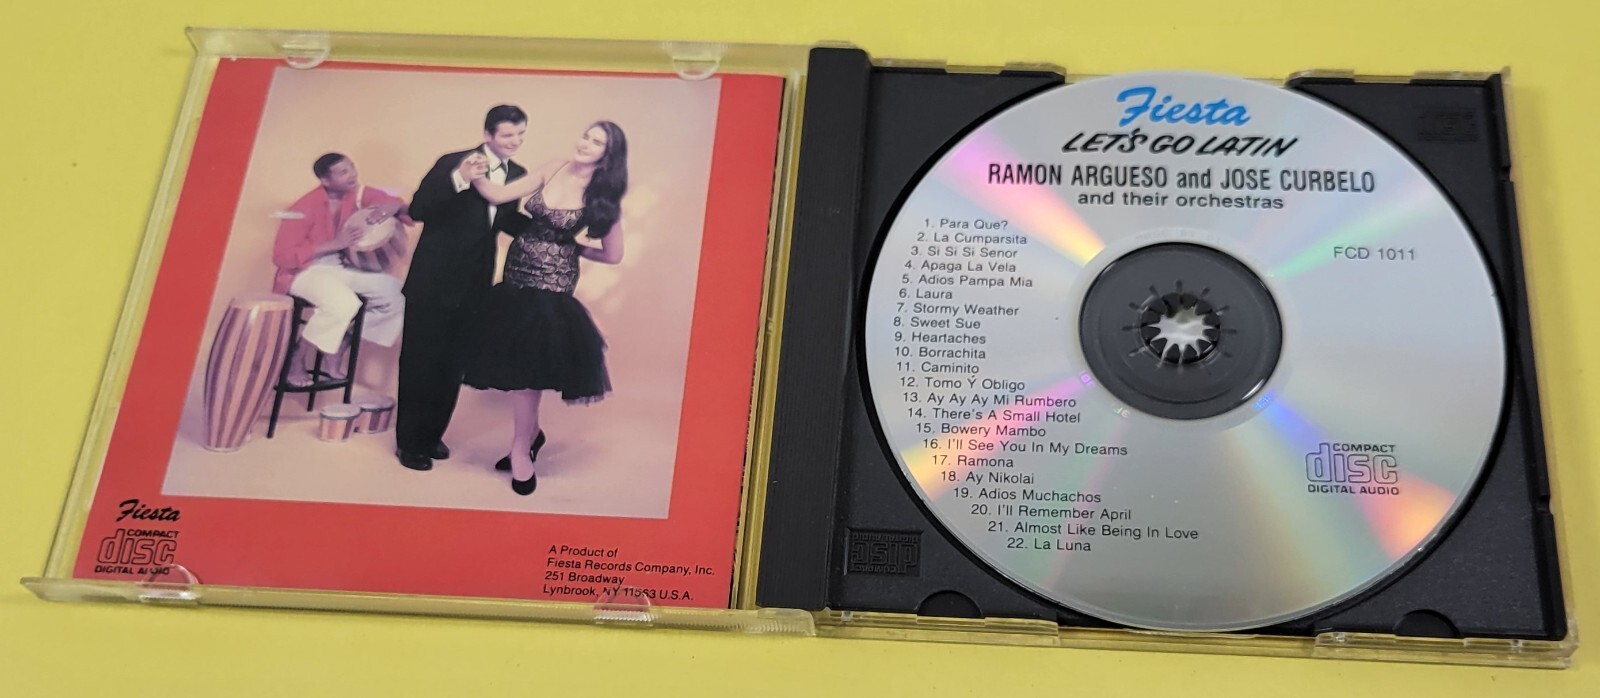 Fiesta
COMPACT
disc
DIGITAL AUDIO
A Product of
Fiesta Records Company, Inc.
251 Broadway
Lynbrook, NY 11563 U.S.A.
Fiesta
LET'S GO LATIN
RAMON ARGUESO and JOSE CURBELO
and their orchestras
FCD 1011
1. Para Que?
2. La Cumparsita
3. Si Si Si Senor
4. Apaga La Vela
5. Adios Pampa Mia
6. Laura
7. Stormy Weather
8. Sweet Sue
9. Heartaches
10. Borrachita
11. Caminito
12. Tomo Y Obligo
13. Ay Ay Ay Mi Rumbero
14. There's A Small Hotel
15. Bowery Mambo
16. I'll See You In My Dreams
17. Ramona
18. Ay Nikolai
19. Adios Muchachos
20. I'll Remember April
21. Almost Like Being In Love
22. La Luna
COMPACT
disc
DIGITAL AUDIO